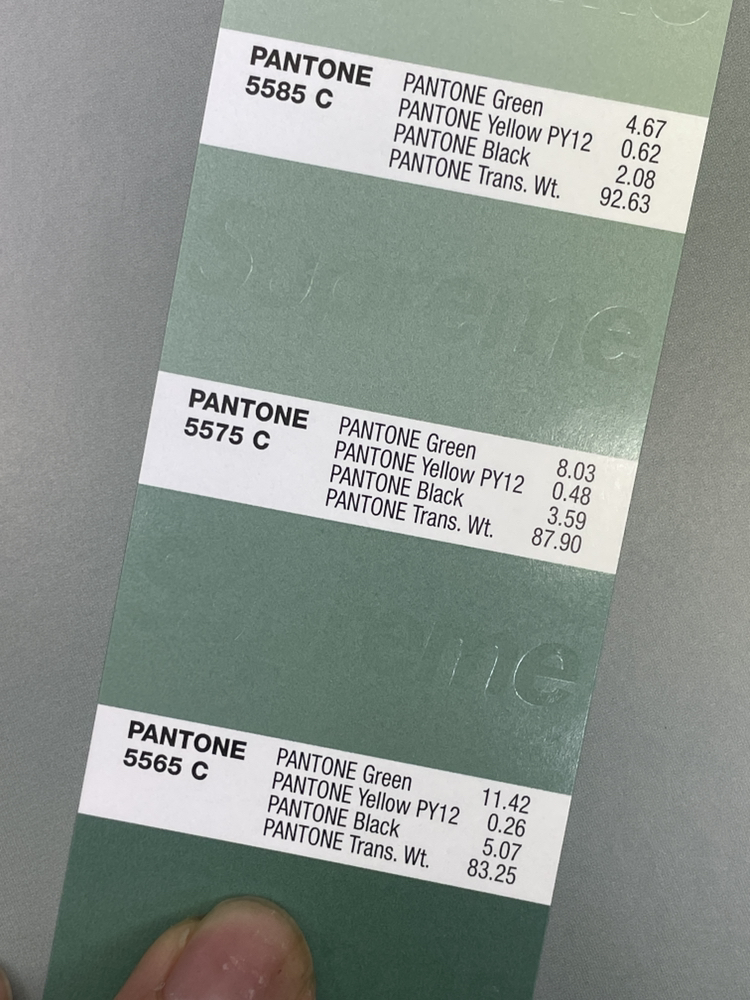 me
PANTONE
5585 C
PANTONE Green 4.67
PANTONE Yellow PY12 0.62
PANTONE Black 2.08
PANTONE Trans. Wt. 92.63
Supreme
PANTONE
5575 C
PANTONE Green 8.03
PANTONE Yellow PY12 0.48
PANTONE Black 3.59
PANTONE Trans. Wt. 87.90
eme
PANTONE
5565 C
PANTONE Green 11.42
PANTONE Yellow PY12 0.26
PANTONE Black 5.07
PANTONE Trans. Wt. 83.25